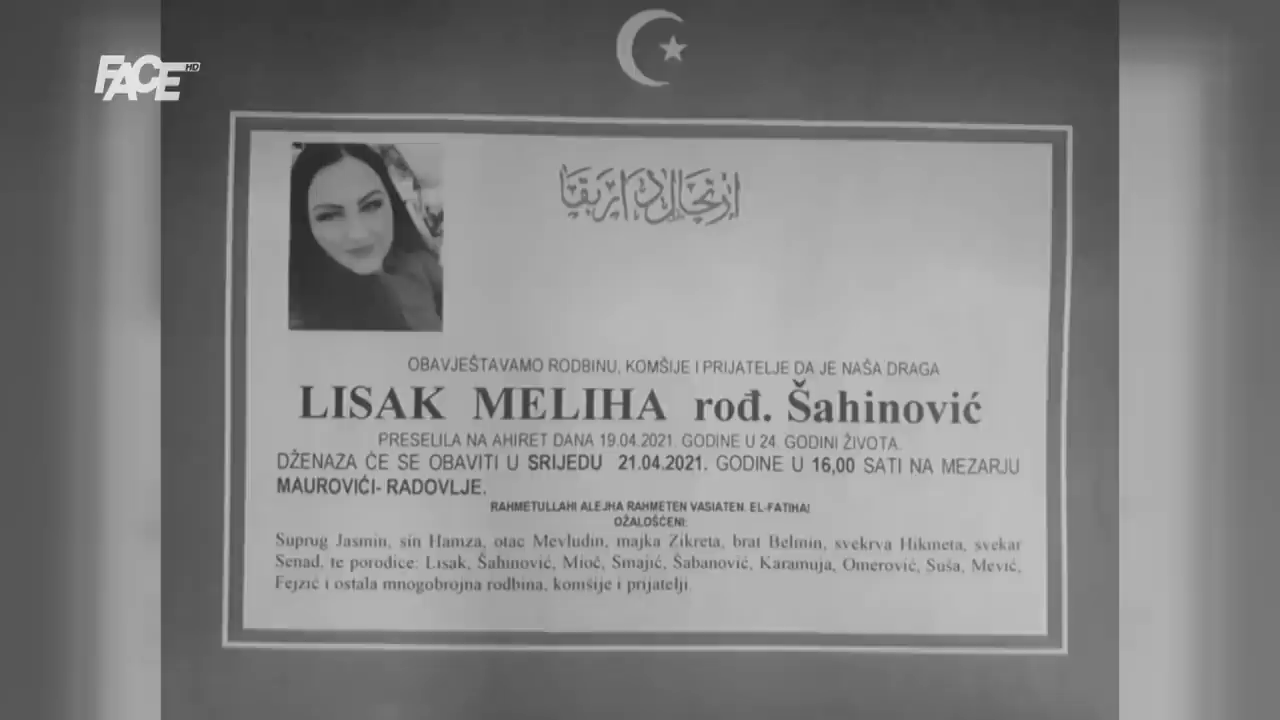 FACE HD
ارتحال دار بقا
OBAVJEŠTAVAMO RODBINU, KOMŠIJE I PRIJATELJE DA JE NAŠA DRAGA
LISAK MELIHA rođ. Šahinović
PRESELILA NA AHIRET DANA 19.04.2021. GODINE U 24. GODINI ŽIVOTA.
DŽENAZA ĆE SE OBAVITI U SRIJEDU 21.04.2021. GODINE U 16,00 SATI NA MEZARJU
MAUROVIĆI- RADOVLJE.
RAHMETULLAHI ALEJHA RAHMETEN VASIATEN. EL-FATIHA!
OŽALOŠĆENI:
Suprug Jasmin, sin Hamza, otac Mevludin, majka Zikreta, brat Belmin, svekrva Hikmeta, svekar
Senad, te porodice: Lisak, Šahinović, Mioč, Smajić, Šabanović, Karamuja, Omerović, Suša, Mević,
Fejzić i ostala mnogobrojna rodbina, komšije i prijatelji.